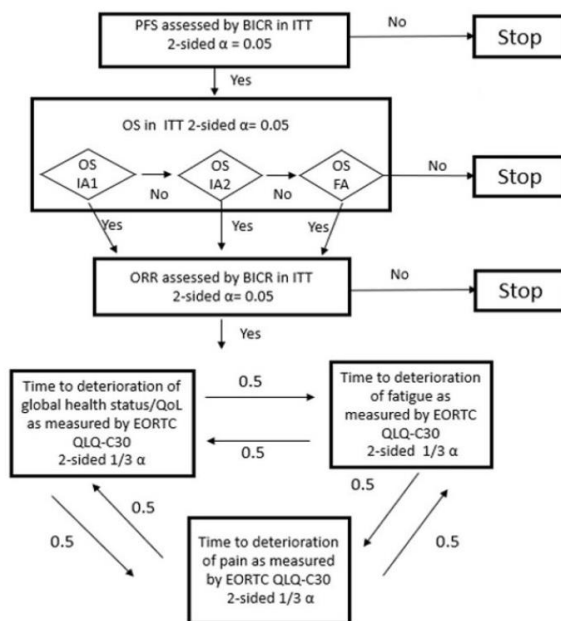 PFS assessed by BICR in ITT
2-sided α = 0.05
No
Stop
Yes
OS in ITT 2-sided α= 0.05
OS
IA1
No
OS
IA2
No
OS
FA
No
Stop
Yes
Yes
Yes
ORR assessed by BICR in ITT
2-sided α= 0.05
No
Stop
Yes
Time to deterioration of
global health status/QoL
as measured by EORTC
QLQ-C30
2-sided 1/3 α
0.5
0.5
Time to deterioration
of fatigue as
measured by EORTC
QLQ-C30
2-sided 1/3 α
0.5
0.5
0.5
0.5
Time to deterioration
of pain as measured
by EORTC QLQ-C30
2-sided 1/3 α